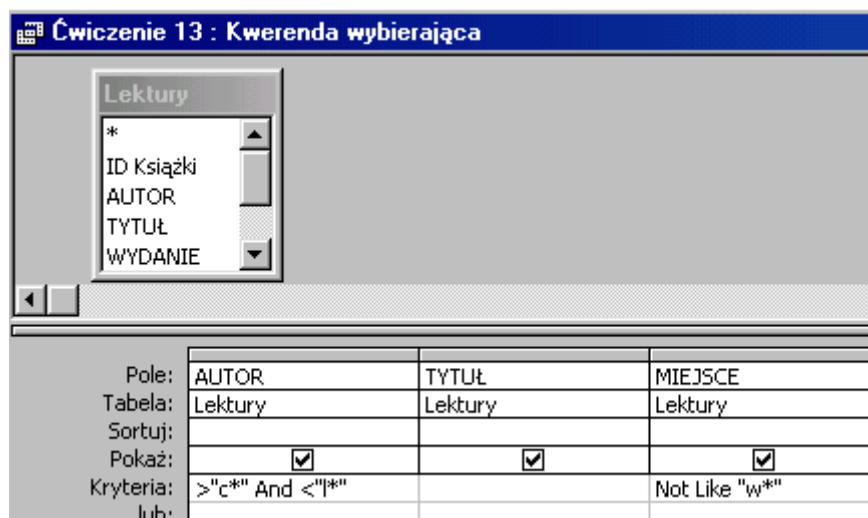 Ćwiczenie 13 : Kwerenda wybierająca
Lektury
*
ID Książki
AUTOR
TYTUŁ
WYDANIE
Pole: AUTOR TYTUŁ MIEJSCE
Tabela: Lektury Lektury Lektury
Sortuj:
Pokaż:
Kryteria: >"c*" And <"l*" Not Like "w*"
lub: